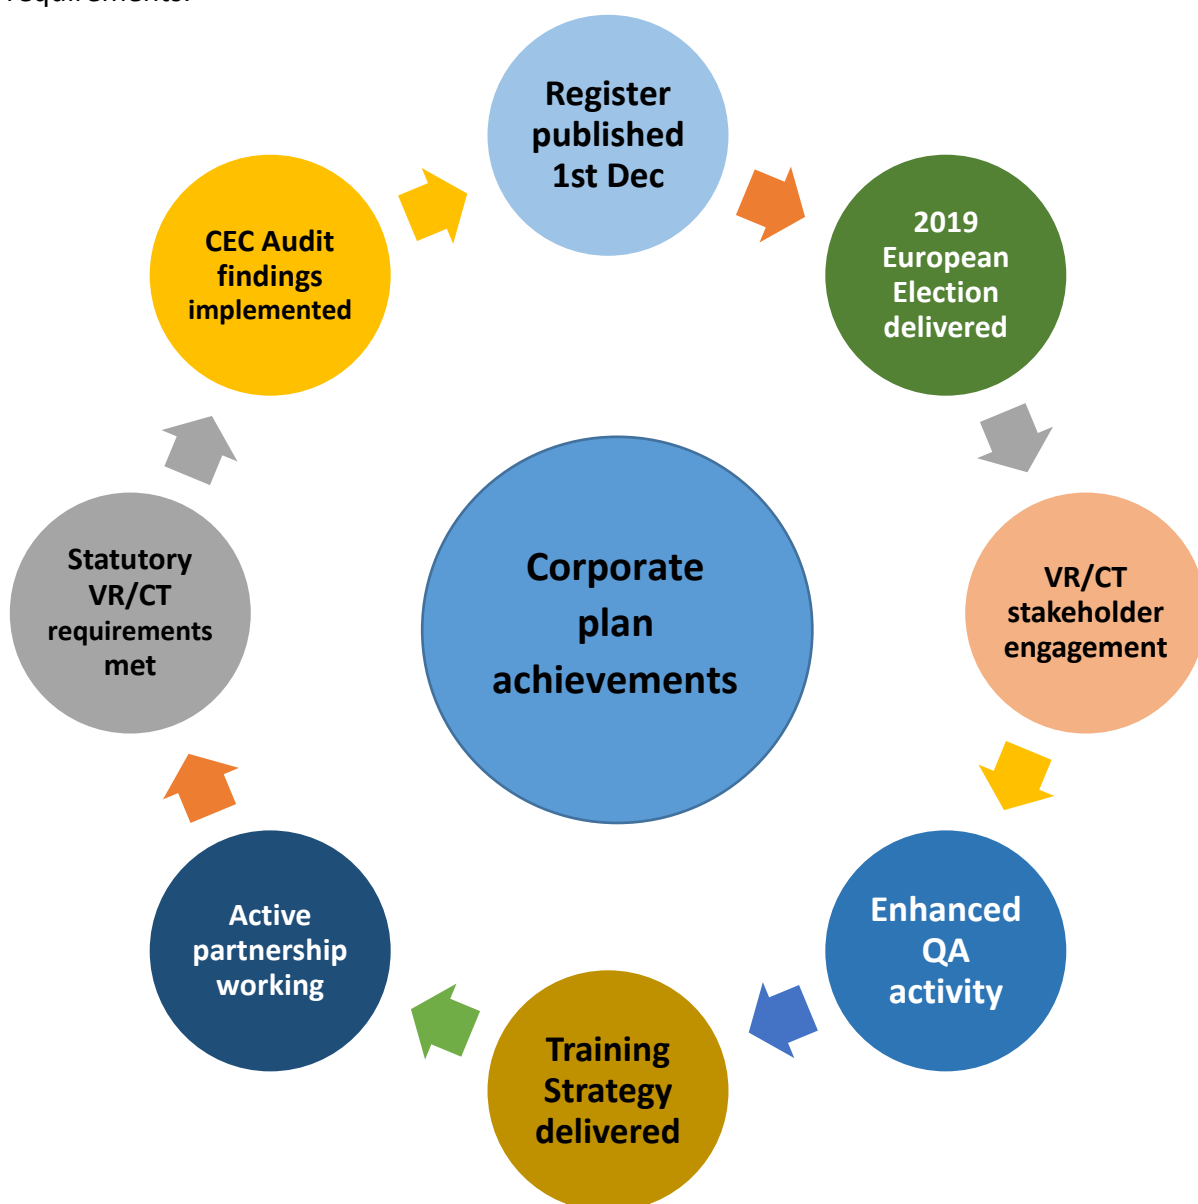 requirements.
Register
published
1st Dec
2019
European
Election
delivered
VR/CT
stakeholder
engagement
Enhanced
QA
activity
Training
Strategy
delivered
Active
partnership
working
Statutory
VR/CT
requirements
met
CEC Audit
findings
implemented
Corporate
plan
achievements